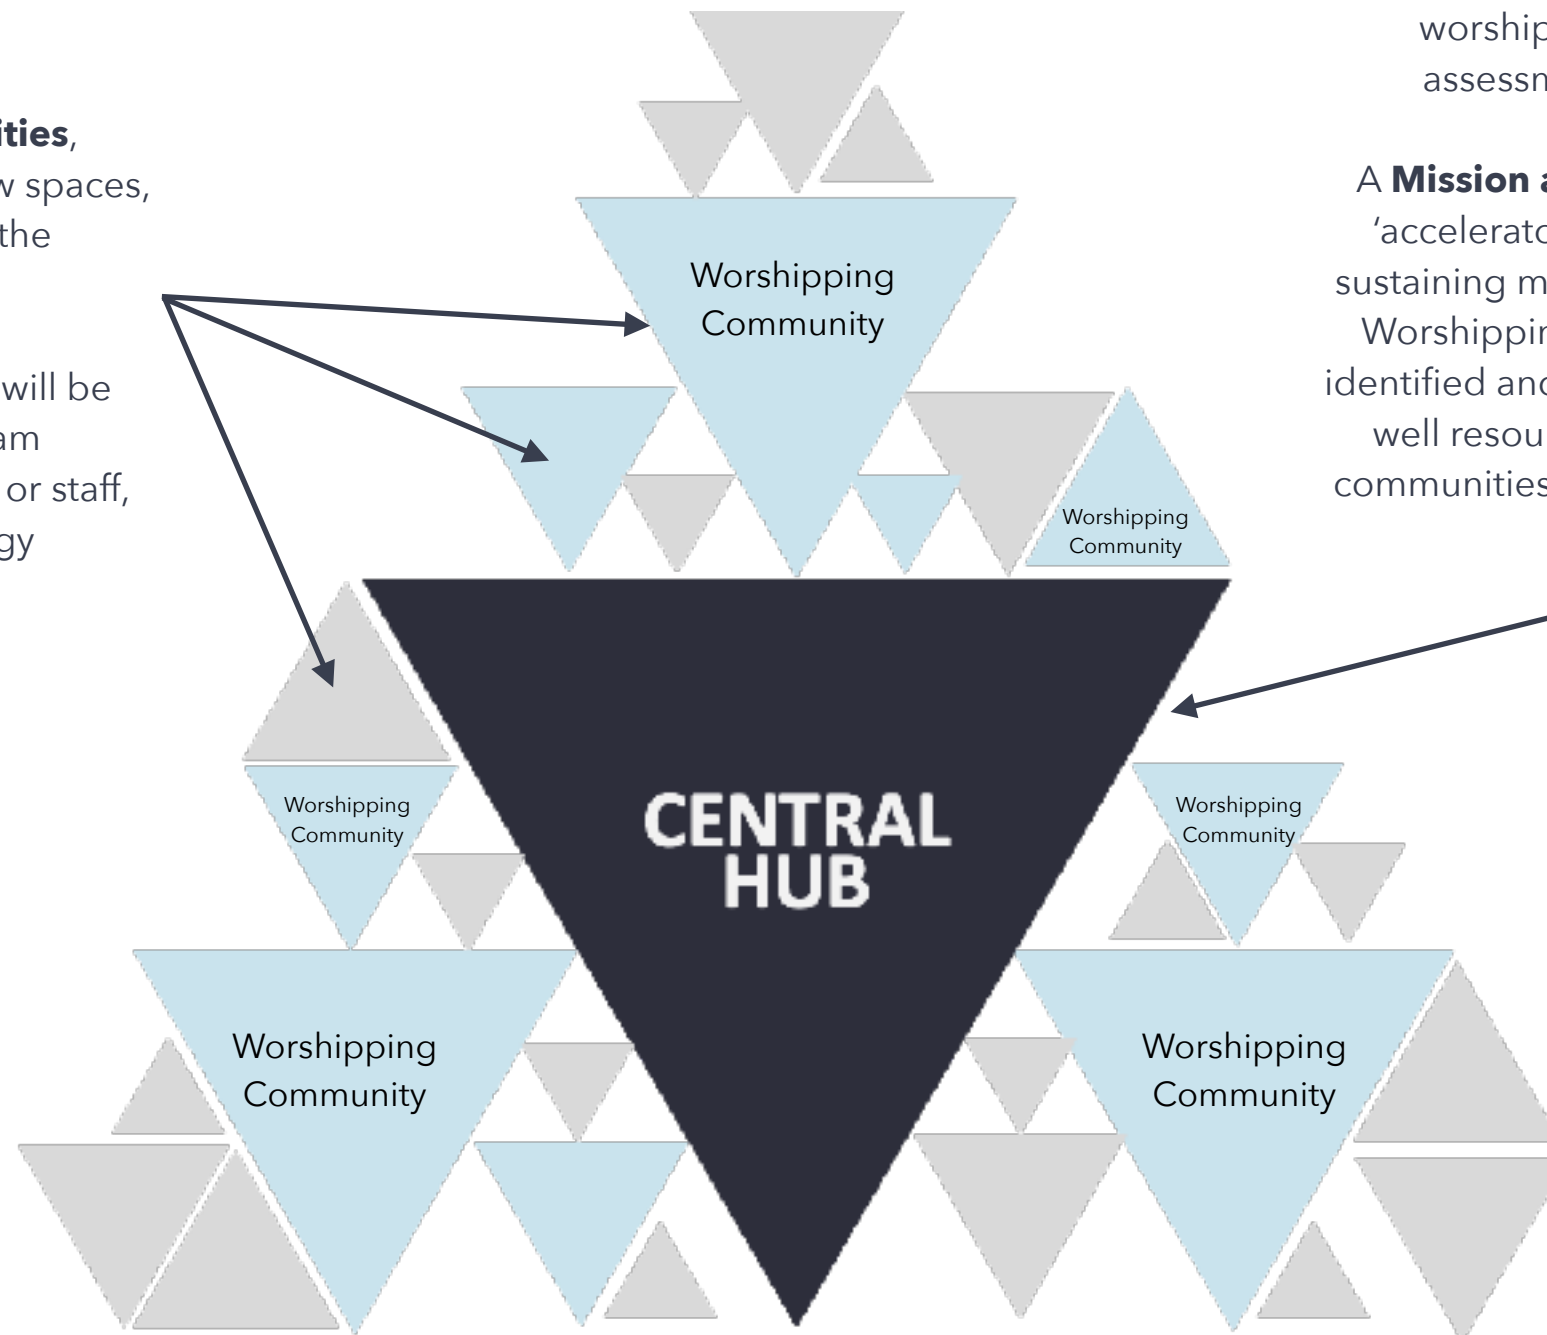 ities,
w spaces,
the
will be
am
or staff,
gy
worship
assessm
A Mission a
‘accelerato
sustaining m
Worshippin
identified and
well resou
communities
Worshipping
Community
Worshipping
Community
Worshipping
Community
CENTRAL
HUB
Worshipping
Community
Worshipping
Community
Worshipping
Community